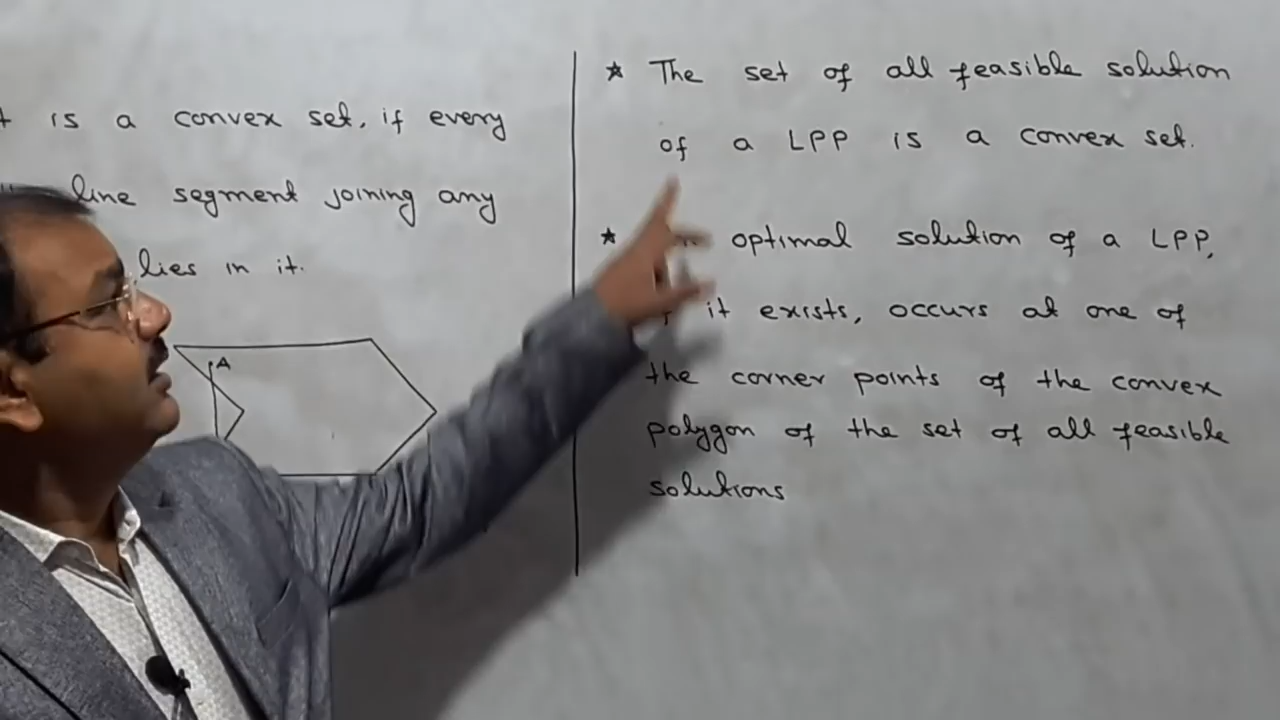 is a convex set, if every
line segment joining any
lies in it.
A
★ The set of all feasible solution
of a LPP is a convex set.
★ optimal solution of a LPP,
it exists, occurs at one of
the corner points of the convex
polygon of the set of all feasible
solutions